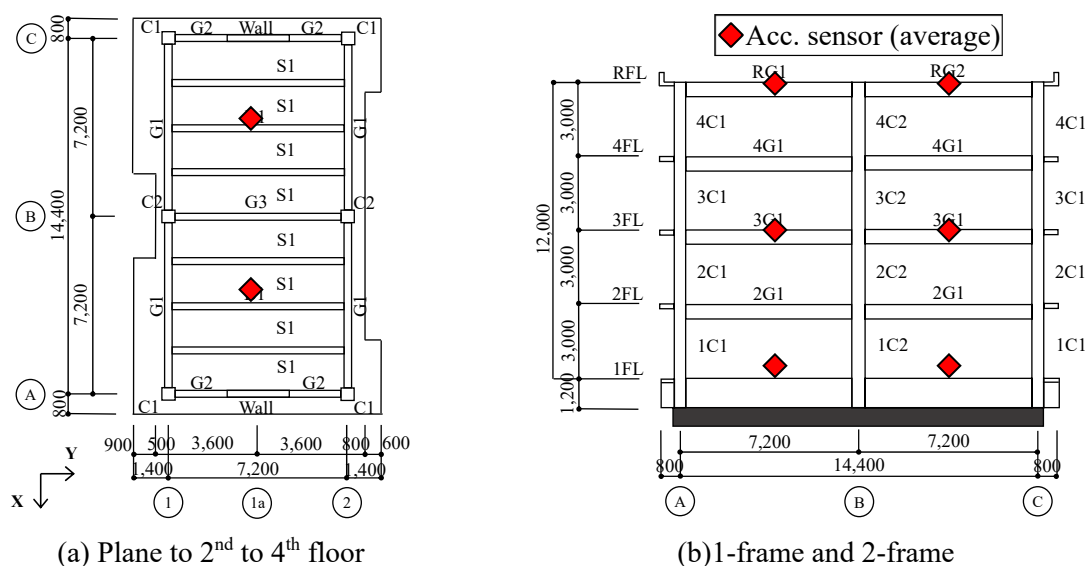 C1 G2 Wall G2 C1
S1
S1
G1 G1
S1
C2 G3 S1 C2
S1
S1
G1 G1
S1
S1
G2 G2
C1 Wall C1
C
B
A
800
7,200
14,400
7,200
800
900 500 3,600 3,600 800 600
1,400 7,200 1,400
Y
X
1 1a 2
(a) Plane to 2nd to 4th floor
Acc. sensor (average)
RFL RG1 RG2
4C1 4C2 4C1
4FL 4G1 4G1
3C1 3C2 3C1
3FL 3G1 3G1
2C1 2C2 2C1
2FL 2G1 2G1
1C1 1C2 1C1
1FL
3,000
3,000
12,000
3,000
3,000
1,200
7,200 7,200
800 14,400 800
A B C
(b)1-frame and 2-frame